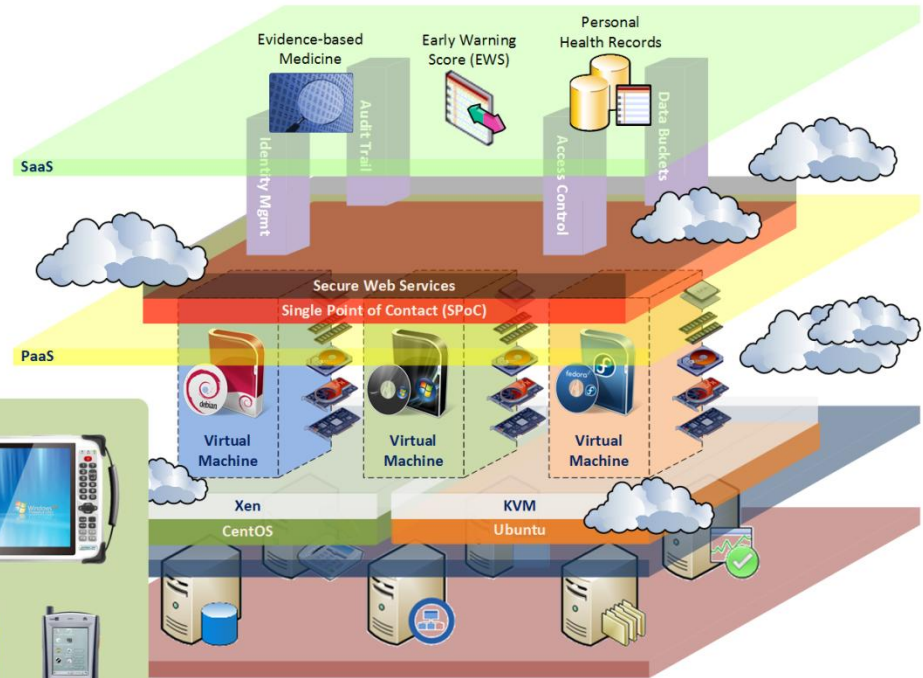 Evidence-based
Medicine
Early Warning
Score (EWS)
Personal
Health Records
Identity Mgmt
Audit Trail
Access Control
Data Buckets
SaaS
Secure Web Services
Single Point of Contact (SPoC)
PaaS
debian
fedora
Virtual
Machine
Virtual
Machine
Virtual
Machine
Windows
Xen
KVM
CentOS
Ubuntu